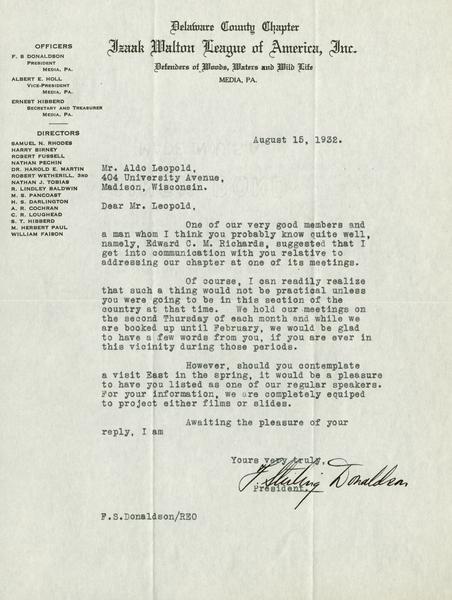 Delaware County Chapter
Izaak Walton League of America, Inc.
Defenders of Woods, Waters and Wild Life
MEDIA, PA.
OFFICERS
F. S DONALDSON
PRESIDENT
MEDIA, PA.
ALBERT E. HOLL
VICE-PRESIDENT
MEDIA, PA.
ERNEST HIBBERD
SECRETARY AND TREASURER
MEDIA, PA.
DIRECTORS
SAMUEL N. RHODES
HARRY BIRNEY
ROBERT FUSSELL
NATHAN PECHIN
DR. HAROLD E. MARTIN
ROBERT WETHERILL, 3RD
NATHAN J. TOBIAS
R. LINDLEY BALDWIN
M. S. PANCOAST
H. S. DARLINGTON
A. R. COCHRAN
C. R. LOUGHEAD
S. T. HIBBERD
M. HERBERT PAUL
WILLIAM FAISON
August 15, 1932.
Mr. Aldo Leopold,
404 University Avenue,
Madison, Wisconsin.
Dear Mr. Leopold,
One of our very good members and
a man whom I think you probably know quite well,
namely, Edward C. M. Richards, suggested that I
get into communication with you relative to
addressing our chapter at one of its meetings.
Of course, I can readily realize
that such a thing would not be practical unless
you were going to be in this section of the
country at that time. We hold our meetings on
the second Thursday of each month and while we
are booked up until February, we would be glad
to have a few words from you, if you are ever in
this vicinity during those periods.
However, should you contemplate
a visit East in the spring, it would be a pleasure
to have you listed as one of our regular speakers.
For your information, we are completely equiped
to project either films or slides.
Awaiting the pleasure of your
reply, I am
Yours very truly,
F. Sterling Donaldson
President.
F.S.Donaldson/REO